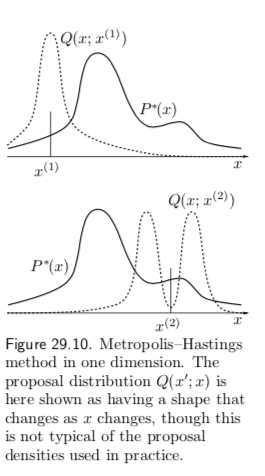 Q(x; x⁽¹⁾)
P*(x)
x⁽¹⁾
x
Q(x; x⁽²⁾)
P*(x)
x⁽²⁾
x
Figure 29.10. Metropolis–Hastings
method in one dimension. The
proposal distribution Q(x′; x) is
here shown as having a shape that
changes as x changes, though this
is not typical of the proposal
densities used in practice.